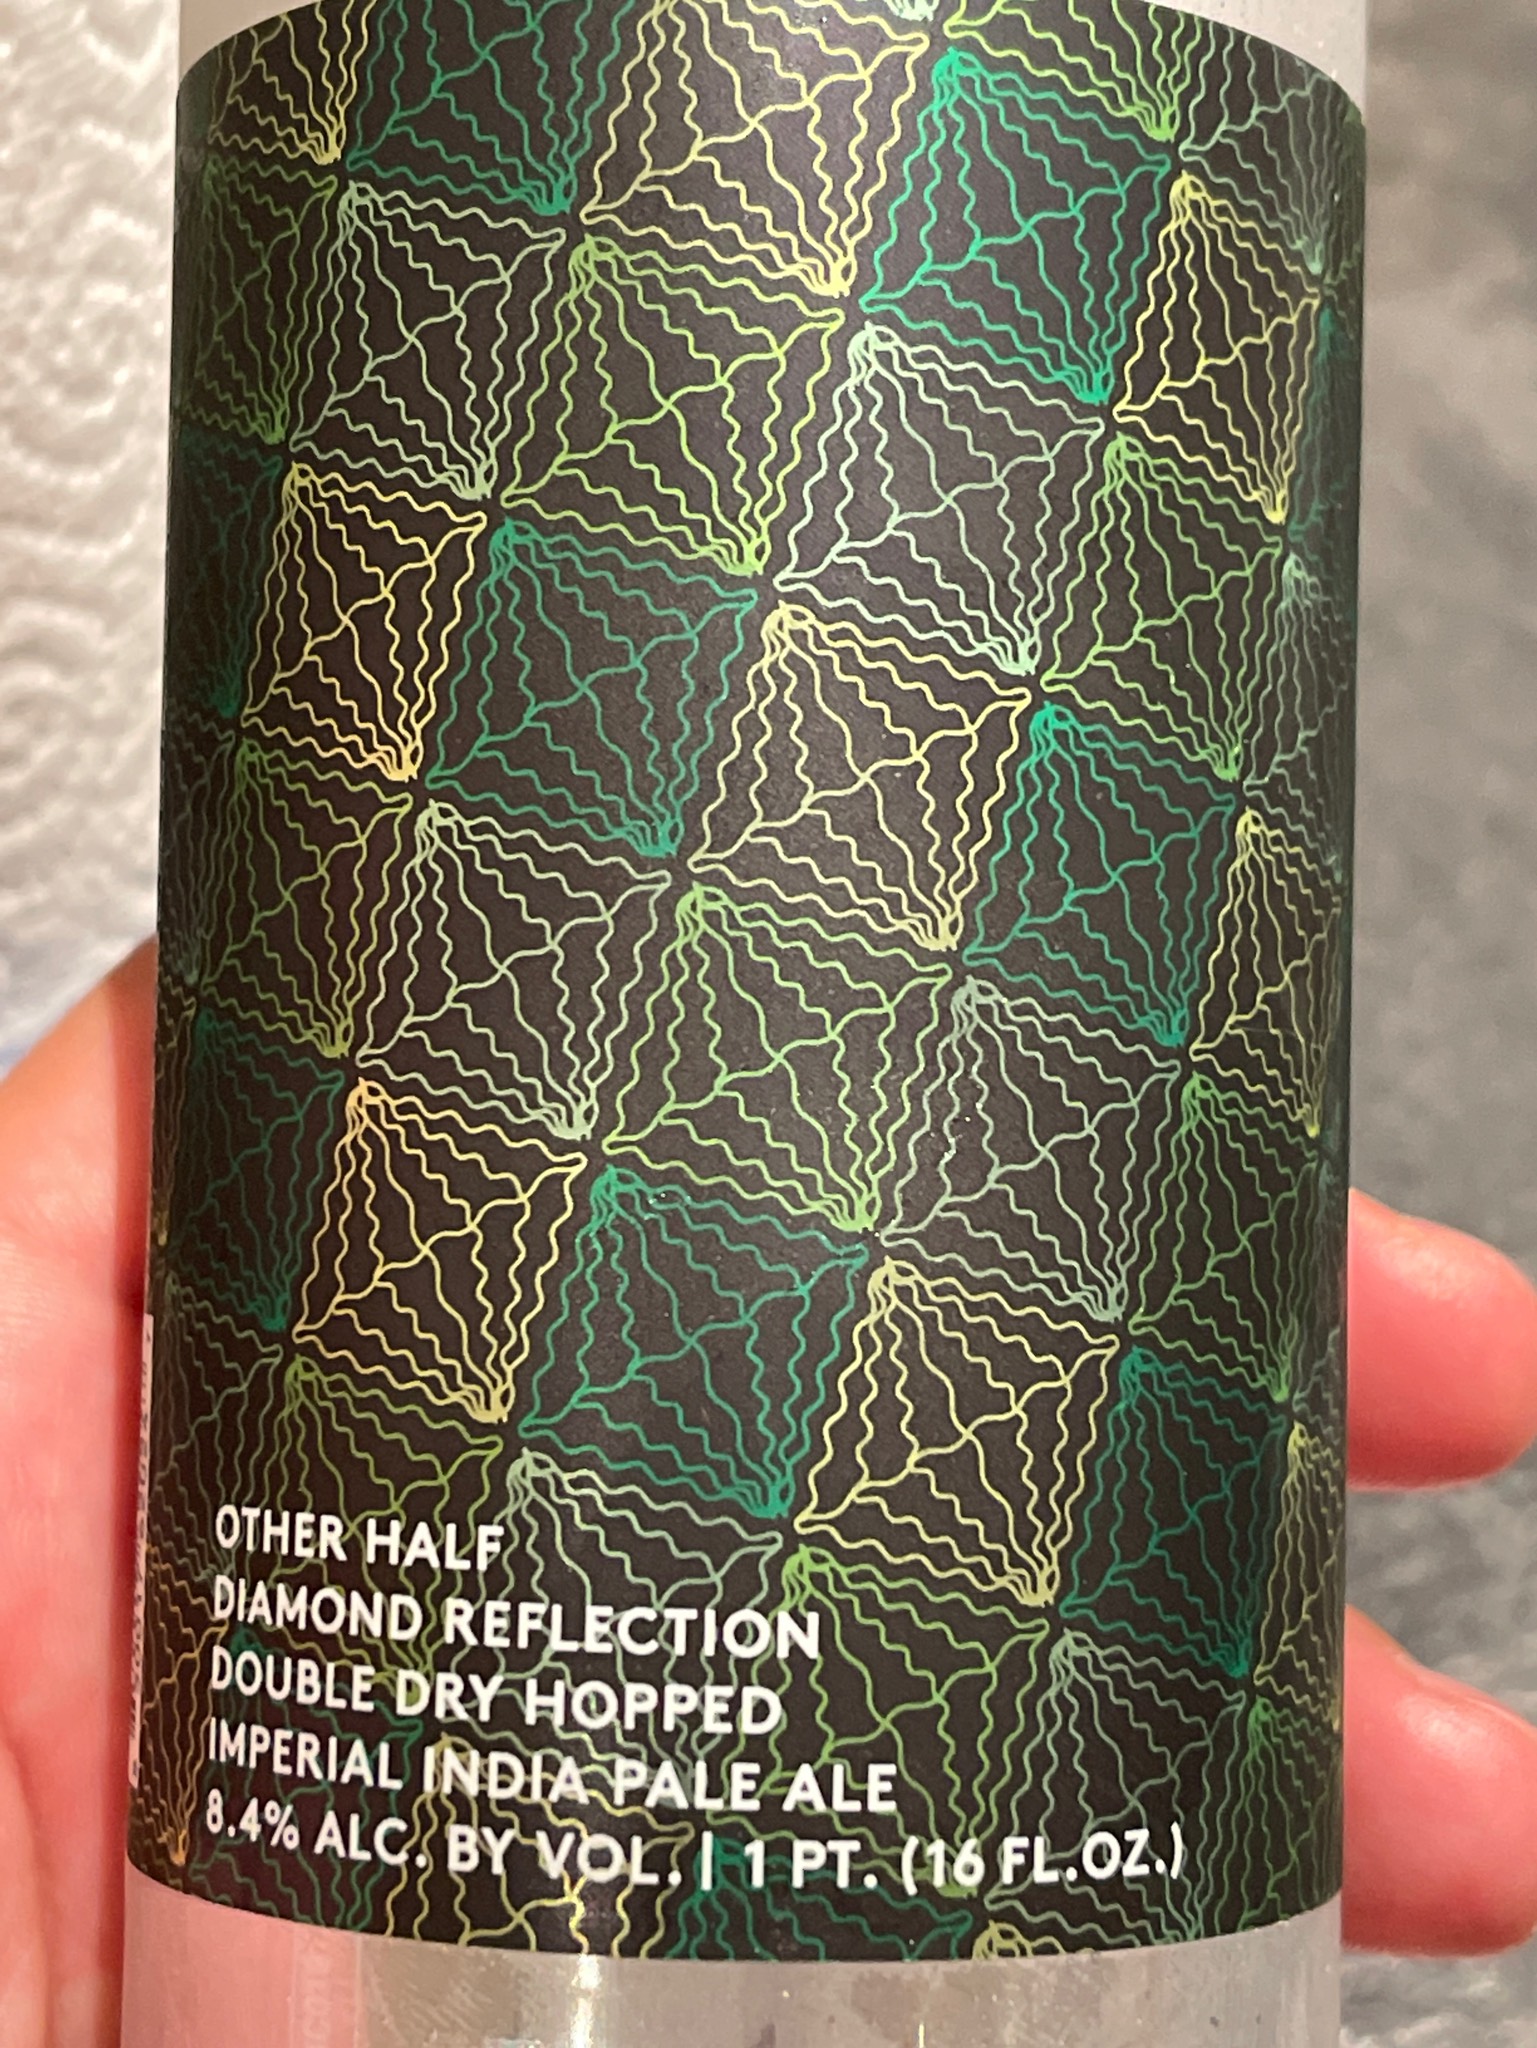 OTHER HALF
DIAMOND REFLECTION
DOUBLE DRY HOPPED
IMPERIAL INDIA PALE ALE
8.4% ALC. BY VOL. | 1 PT. (16 FL.OZ.)